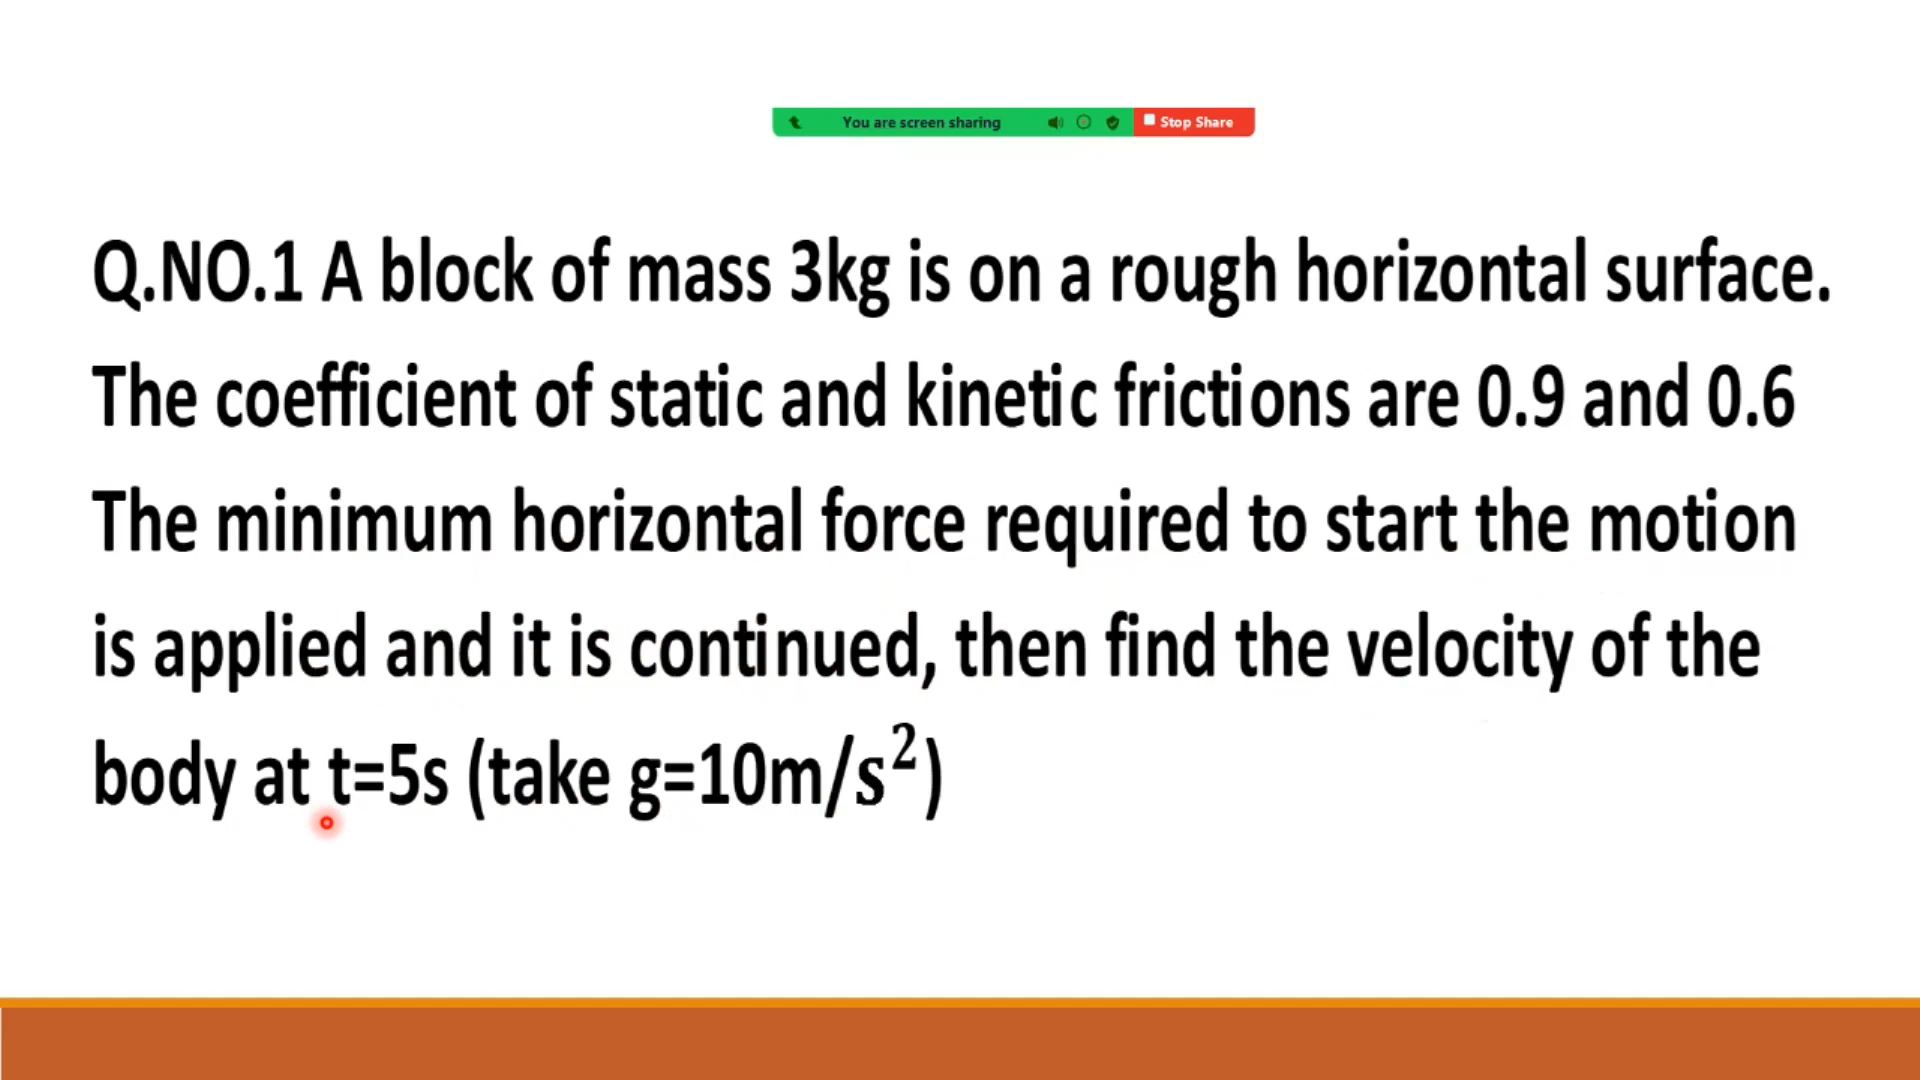 You are screen sharing Stop Share
Q.NO.1 A block of mass 3kg is on a rough horizontal surface.
The coefficient of static and kinetic frictions are 0.9 and 0.6
The minimum horizontal force required to start the motion
is applied and it is continued, then find the velocity of the
body at t=5s (take g=10m/s²)